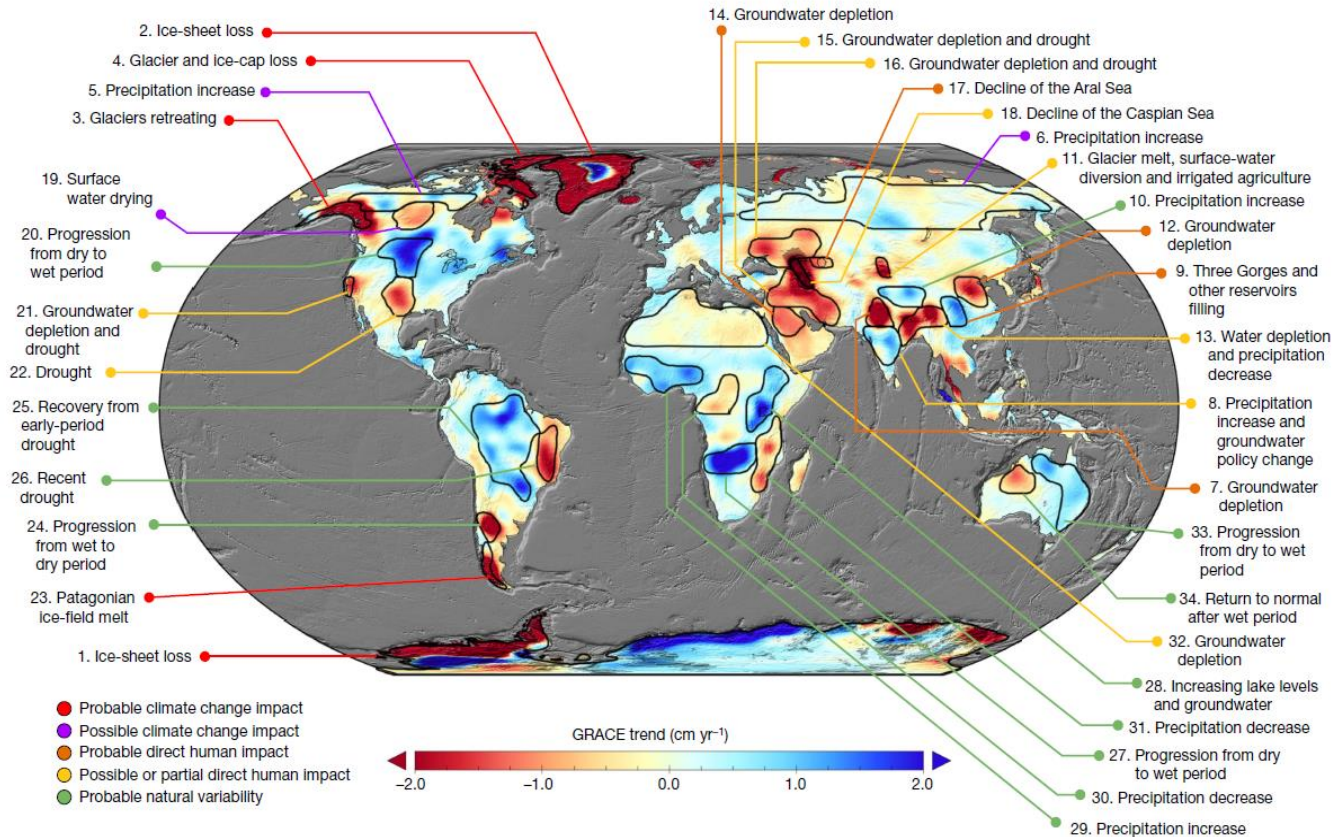 14. Groundwater depletion
2. Ice-sheet loss
15. Groundwater depletion and drought
4. Glacier and ice-cap loss
16. Groundwater depletion and drought
5. Precipitation increase
17. Decline of the Aral Sea
3. Glaciers retreating
18. Decline of the Caspian Sea
6. Precipitation increase
11. Glacier melt, surface-water
diversion and irrigated agriculture
19. Surface
water drying
10. Precipitation increase
20. Progression
from dry to
wet period
12. Groundwater
depletion
9. Three Gorges and
other reservoirs
filling
21. Groundwater
depletion and
drought
13. Water depletion
and precipitation
decrease
22. Drought
25. Recovery from
early-period
drought
8. Precipitation
increase and
groundwater
policy change
26. Recent
drought
7. Groundwater
depletion
24. Progression
from wet to
dry period
33. Progression
from dry to wet
period
23. Patagonian
ice-field melt
34. Return to normal
after wet period
32. Groundwater
depletion
1. Ice-sheet loss
28. Increasing lake levels
and groundwater
31. Precipitation decrease
27. Progression from dry
to wet period
30. Precipitation decrease
29. Precipitation increase
Probable climate change impact
Possible climate change impact
Probable direct human impact
Possible or partial direct human impact
Probable natural variability
GRACE trend (cm yr⁻¹)
−2.0 −1.0 0.0 1.0 2.0